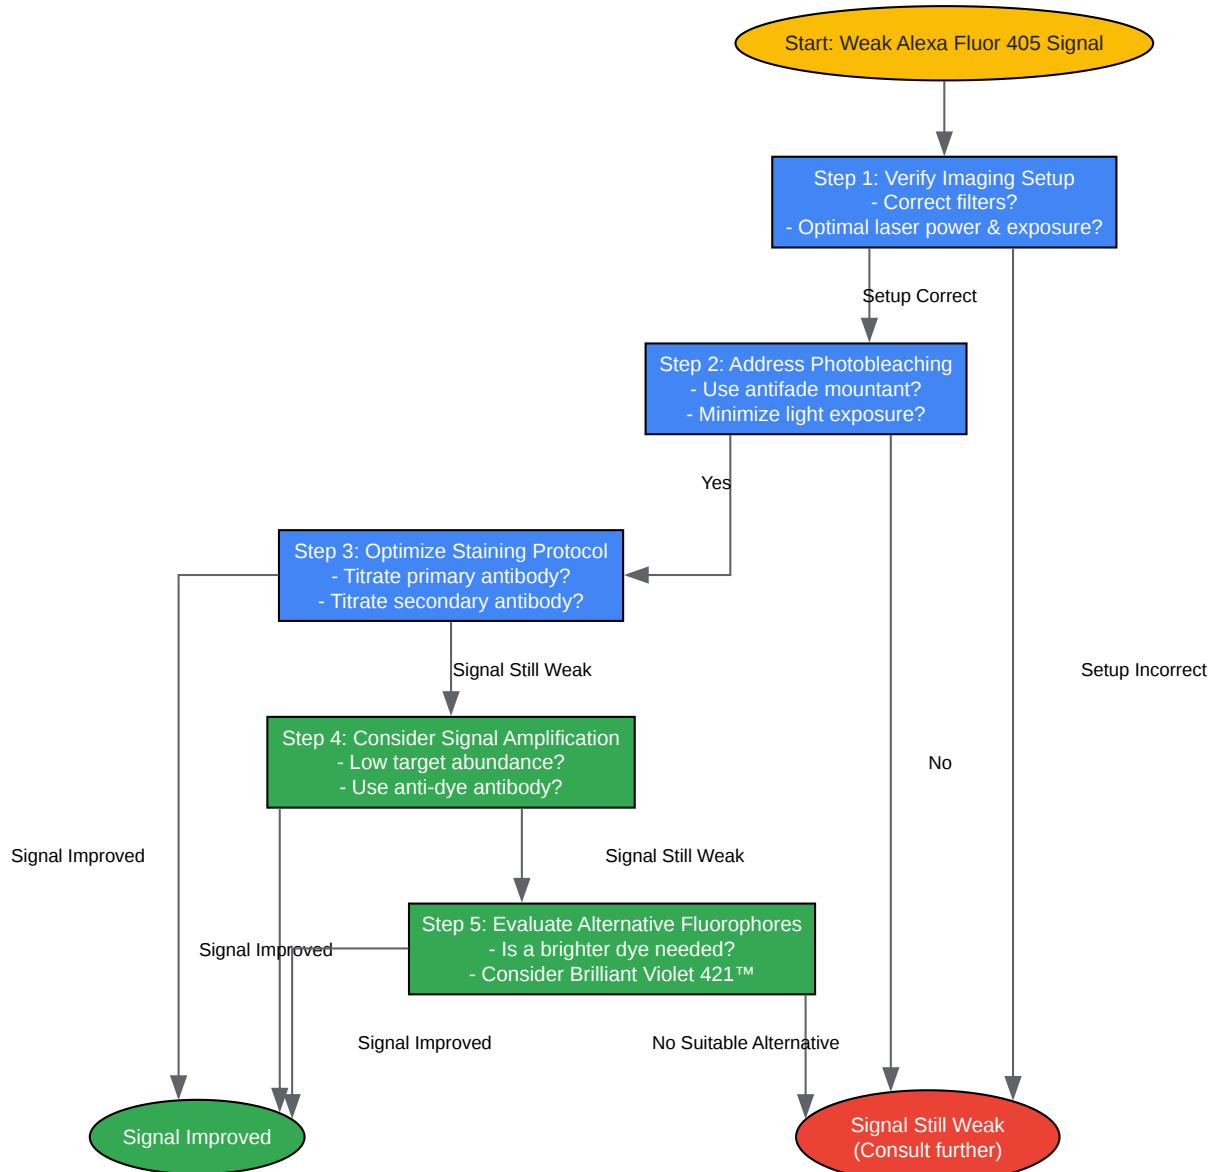 Start: Weak Alexa Fluor 405 Signal
Step 1: Verify Imaging Setup
- Correct filters?
- Optimal laser power & exposure?
Setup Correct
Step 2: Address Photobleaching
- Use antifade mountant?
- Minimize light exposure?
Yes
Step 3: Optimize Staining Protocol
- Titrate primary antibody?
- Titrate secondary antibody?
Signal Still Weak
Setup Incorrect
Step 4: Consider Signal Amplification
- Low target abundance?
- Use anti-dye antibody?
No
Signal Improved
Signal Still Weak
Step 5: Evaluate Alternative Fluorophores
- Is a brighter dye needed?
- Consider Brilliant Violet 421™
Signal Improved
Signal Improved
No Suitable Alternative
Signal Improved
Signal Still Weak
(Consult further)